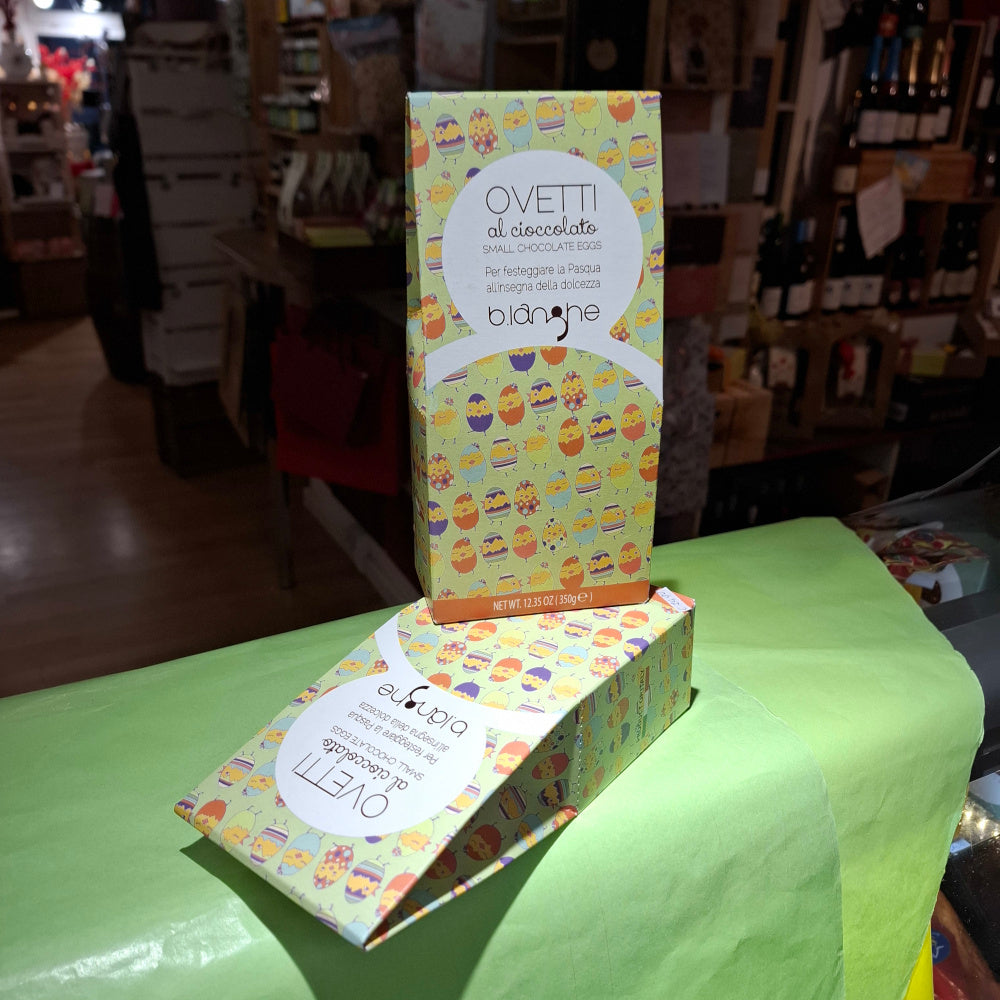 OVETTI
al cioccolato
SMALL CHOCOLATE EGGS
Per festeggiare la Pasqua
all'insegna della dolcezza
b.langhe
NET WT. 12.35 OZ (350g e)
OVETTI
al cioccolato
SMALL CHOCOLATE EGGS
Per festeggiare la Pasqua
all'insegna della dolcezza
b.langhe